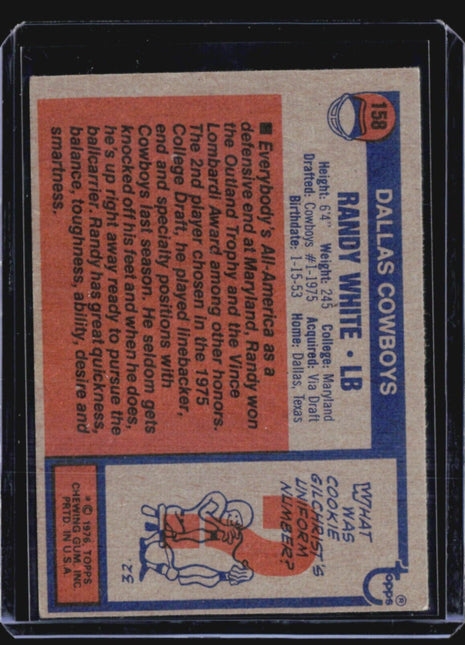 158
DALLAS COWBOYS
RANDY WHITE • LB
Height: 6'4" Weight: 245 College: Maryland
Drafted: Cowboys #1-1975 Acquired: Via Draft
Birthdate: 1-15-53 Home: Dallas, Texas
■ Everybody's All-America as a
defensive end at Maryland, Randy won
the Outland Trophy and the Vince
Lombardi Award among other honors.
The 2nd player chosen in the 1975
College Draft, he played linebacker,
end and specialty positions with
Cowboys last season. He seldom gets
knocked off his feet and when he does,
he's up right away ready to pursue the
ballcarrier. Randy has great quickness,
balance, toughness, ability, desire and
smartness.
TOPPS®
WHAT
WAS
COOKIE
GILCHRIST'S
UNIFORM
NUMBER?
?
32
* © 1976 TOPPS
CHEWING GUM, INC.
PRTD. IN U.S.A.